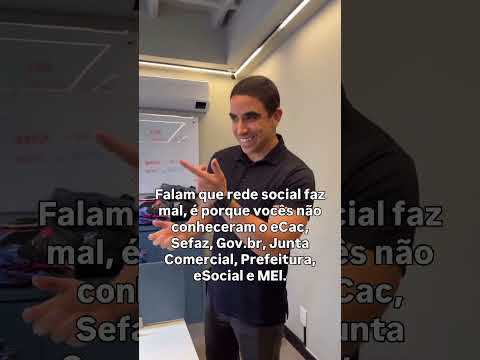 Falam que rede social faz
mal, é porque vocês não
conheceram o eCac,
Sefaz, Gov.br, Junta
Comercial, Prefeitura,
eSocial e MEI.